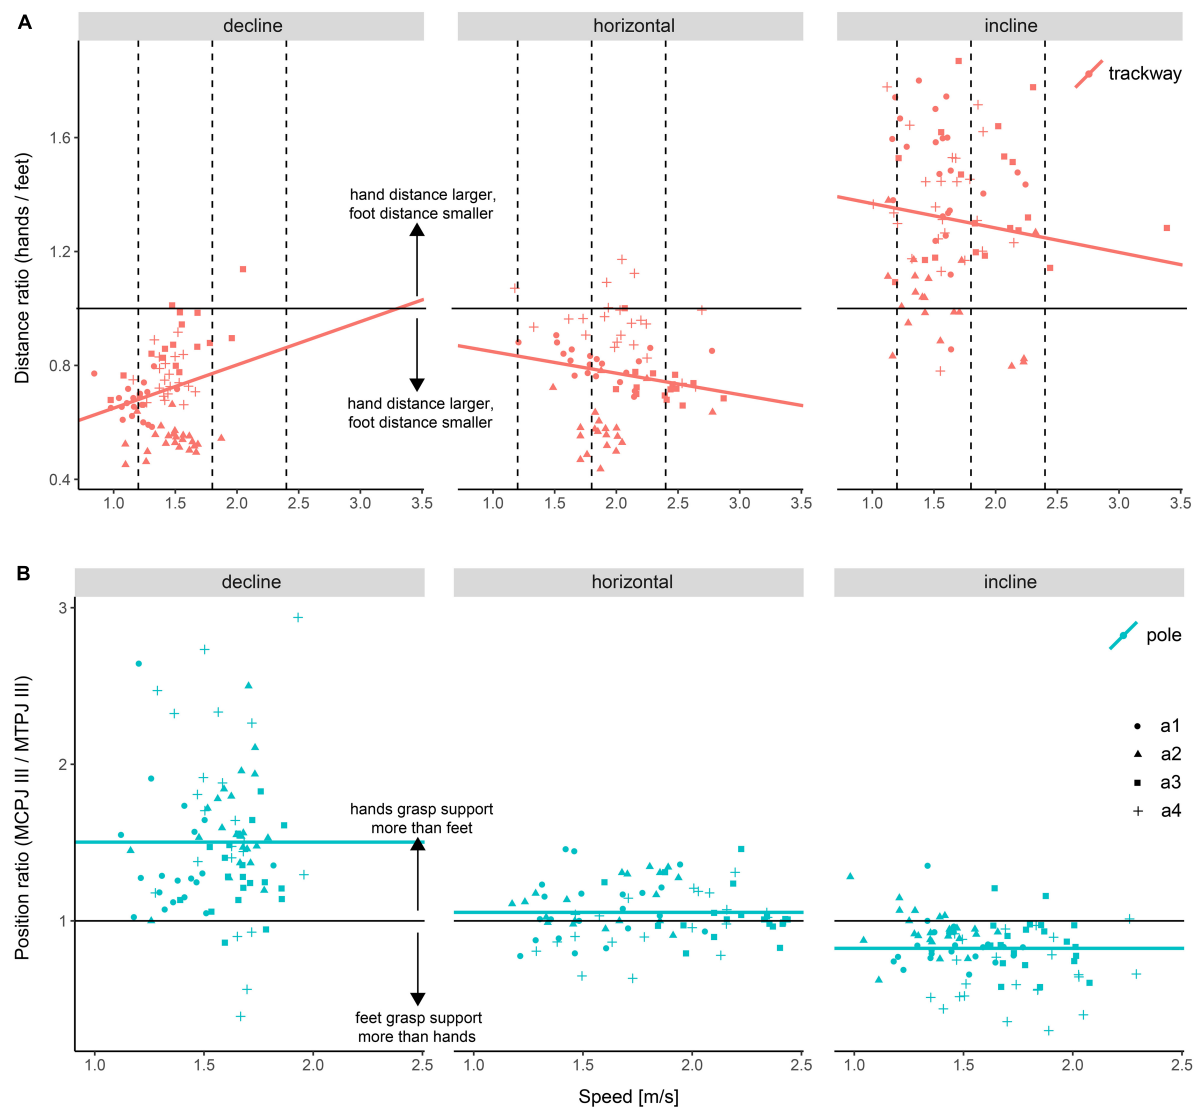 A
decline
horizontal
incline
trackway
Distance ratio (hands / feet)
1.6
1.2
0.8
0.4
hand distance larger,
foot distance smaller
hand distance larger,
foot distance smaller
1.0 1.5 2.0 2.5 3.0 3.5
1.0 1.5 2.0 2.5 3.0 3.5
1.0 1.5 2.0 2.5 3.0 3.5
B
decline
horizontal
incline
pole
a1
a2
a3
a4
Position ratio (MCPJ III / MTPJ III)
3
2
1
hands grasp support
more than feet
feet grasp support
more than hands
1.0 1.5 2.0 2.5
1.0 1.5 2.0 2.5
1.0 1.5 2.0 2.5
Speed [m/s]